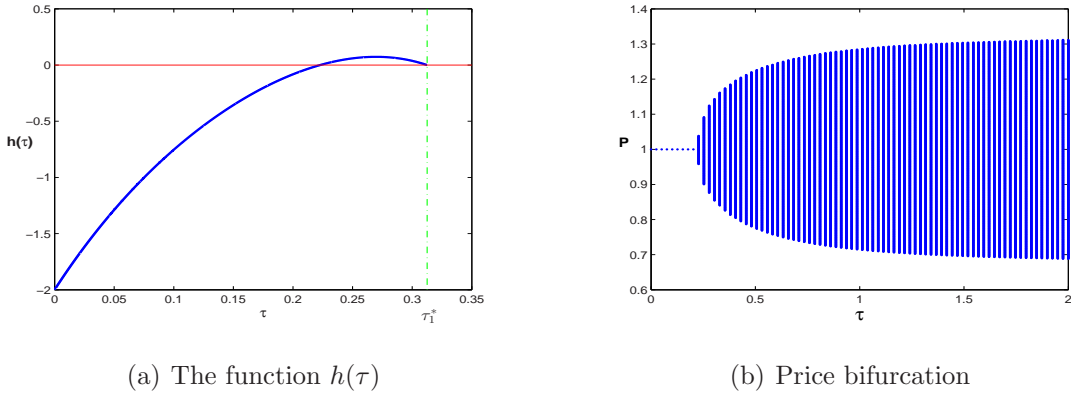 0.5
0
−0.5
h(τ)
−1
−1.5
−2
0 0.05 0.1 0.15 0.2 0.25 0.3 0.35
τ τ₁*
(a) The function h(τ)
1.4
1.3
1.2
1.1
P 1
0.9
0.8
0.7
0.6
0 0.5 1 1.5 2
τ
(b) Price bifurcation